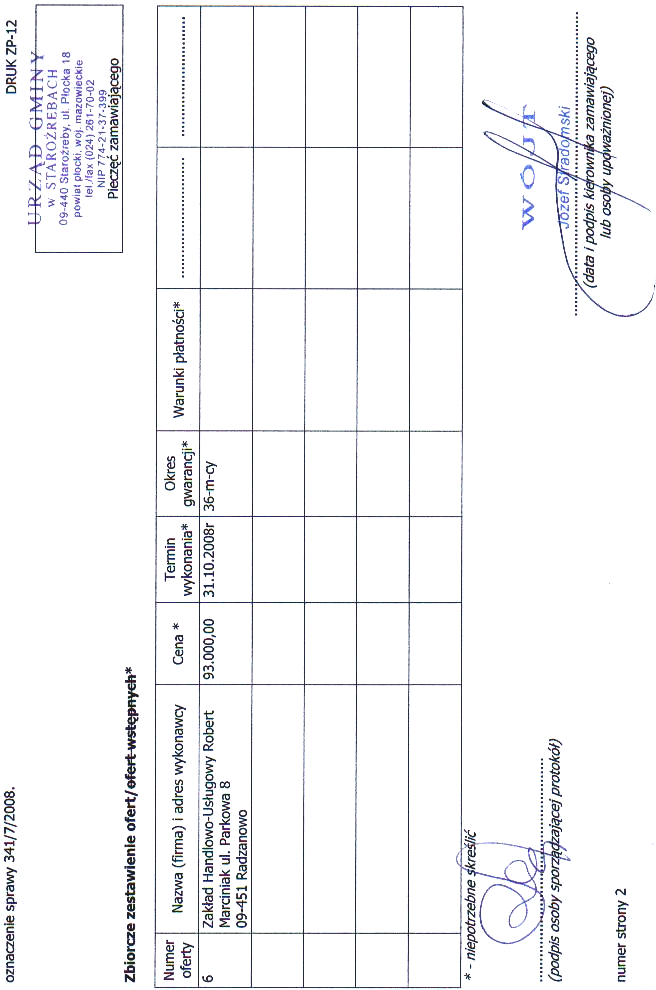 oznaczenie sprawy 341/7/2008.
DRUK ZP-12
URZĄD GMINY
w STAROŹREBACH
09-440 Staroźreby, ul. Płocka 18
powiat płocki, woj. mazowieckie
tel./fax (024) 261-70-02
NIP 774-21-37-399
Pieczęć zamawiającego
Zbiorcze zestawienie ofert/ofert wstępnych*
Numer oferty | Nazwa (firma) i adres wykonawcy | Cena * | Termin wykonania* | Okres gwarancji* | Warunki płatności* | .............................. | ..............................
6 | Zakład Handlowo-Usługowy Robert | 93.000,00 | 31.10.2008r | 36-m-cy
Marciniak ul. Parkowa 8
09-451 Radzanowo
* - niepotrzebne skreślić
WÓJT
Józef Stradomski
(podpis osoby sporządzającej protokół)
(data i podpis kierownika zamawiającego
lub osoby upoważnionej)
numer strony 2